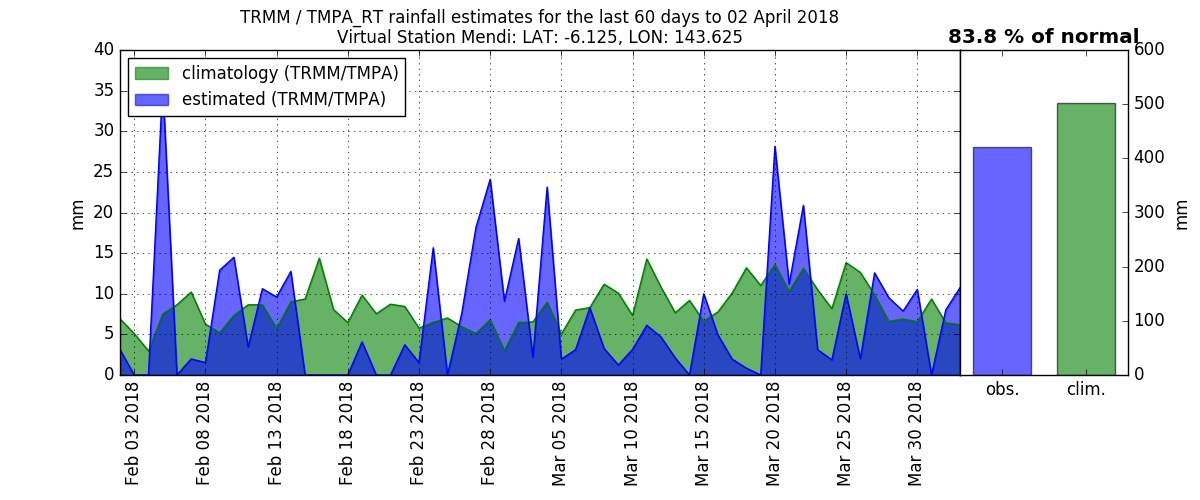 TRMM / TMPA_RT rainfall estimates for the last 60 days to 02 April 2018
Virtual Station Mendi: LAT: -6.125, LON: 143.625
83.8 % of normal
climatology (TRMM/TMPA)
estimated (TRMM/TMPA)
40
35
30
25
20
15
10
5
0
mm
Feb 03 2018
Feb 08 2018
Feb 13 2018
Feb 18 2018
Feb 23 2018
Feb 28 2018
Mar 05 2018
Mar 10 2018
Mar 15 2018
Mar 20 2018
Mar 25 2018
Mar 30 2018
obs.
clim.
600
500
400
300
200
100
0
mm